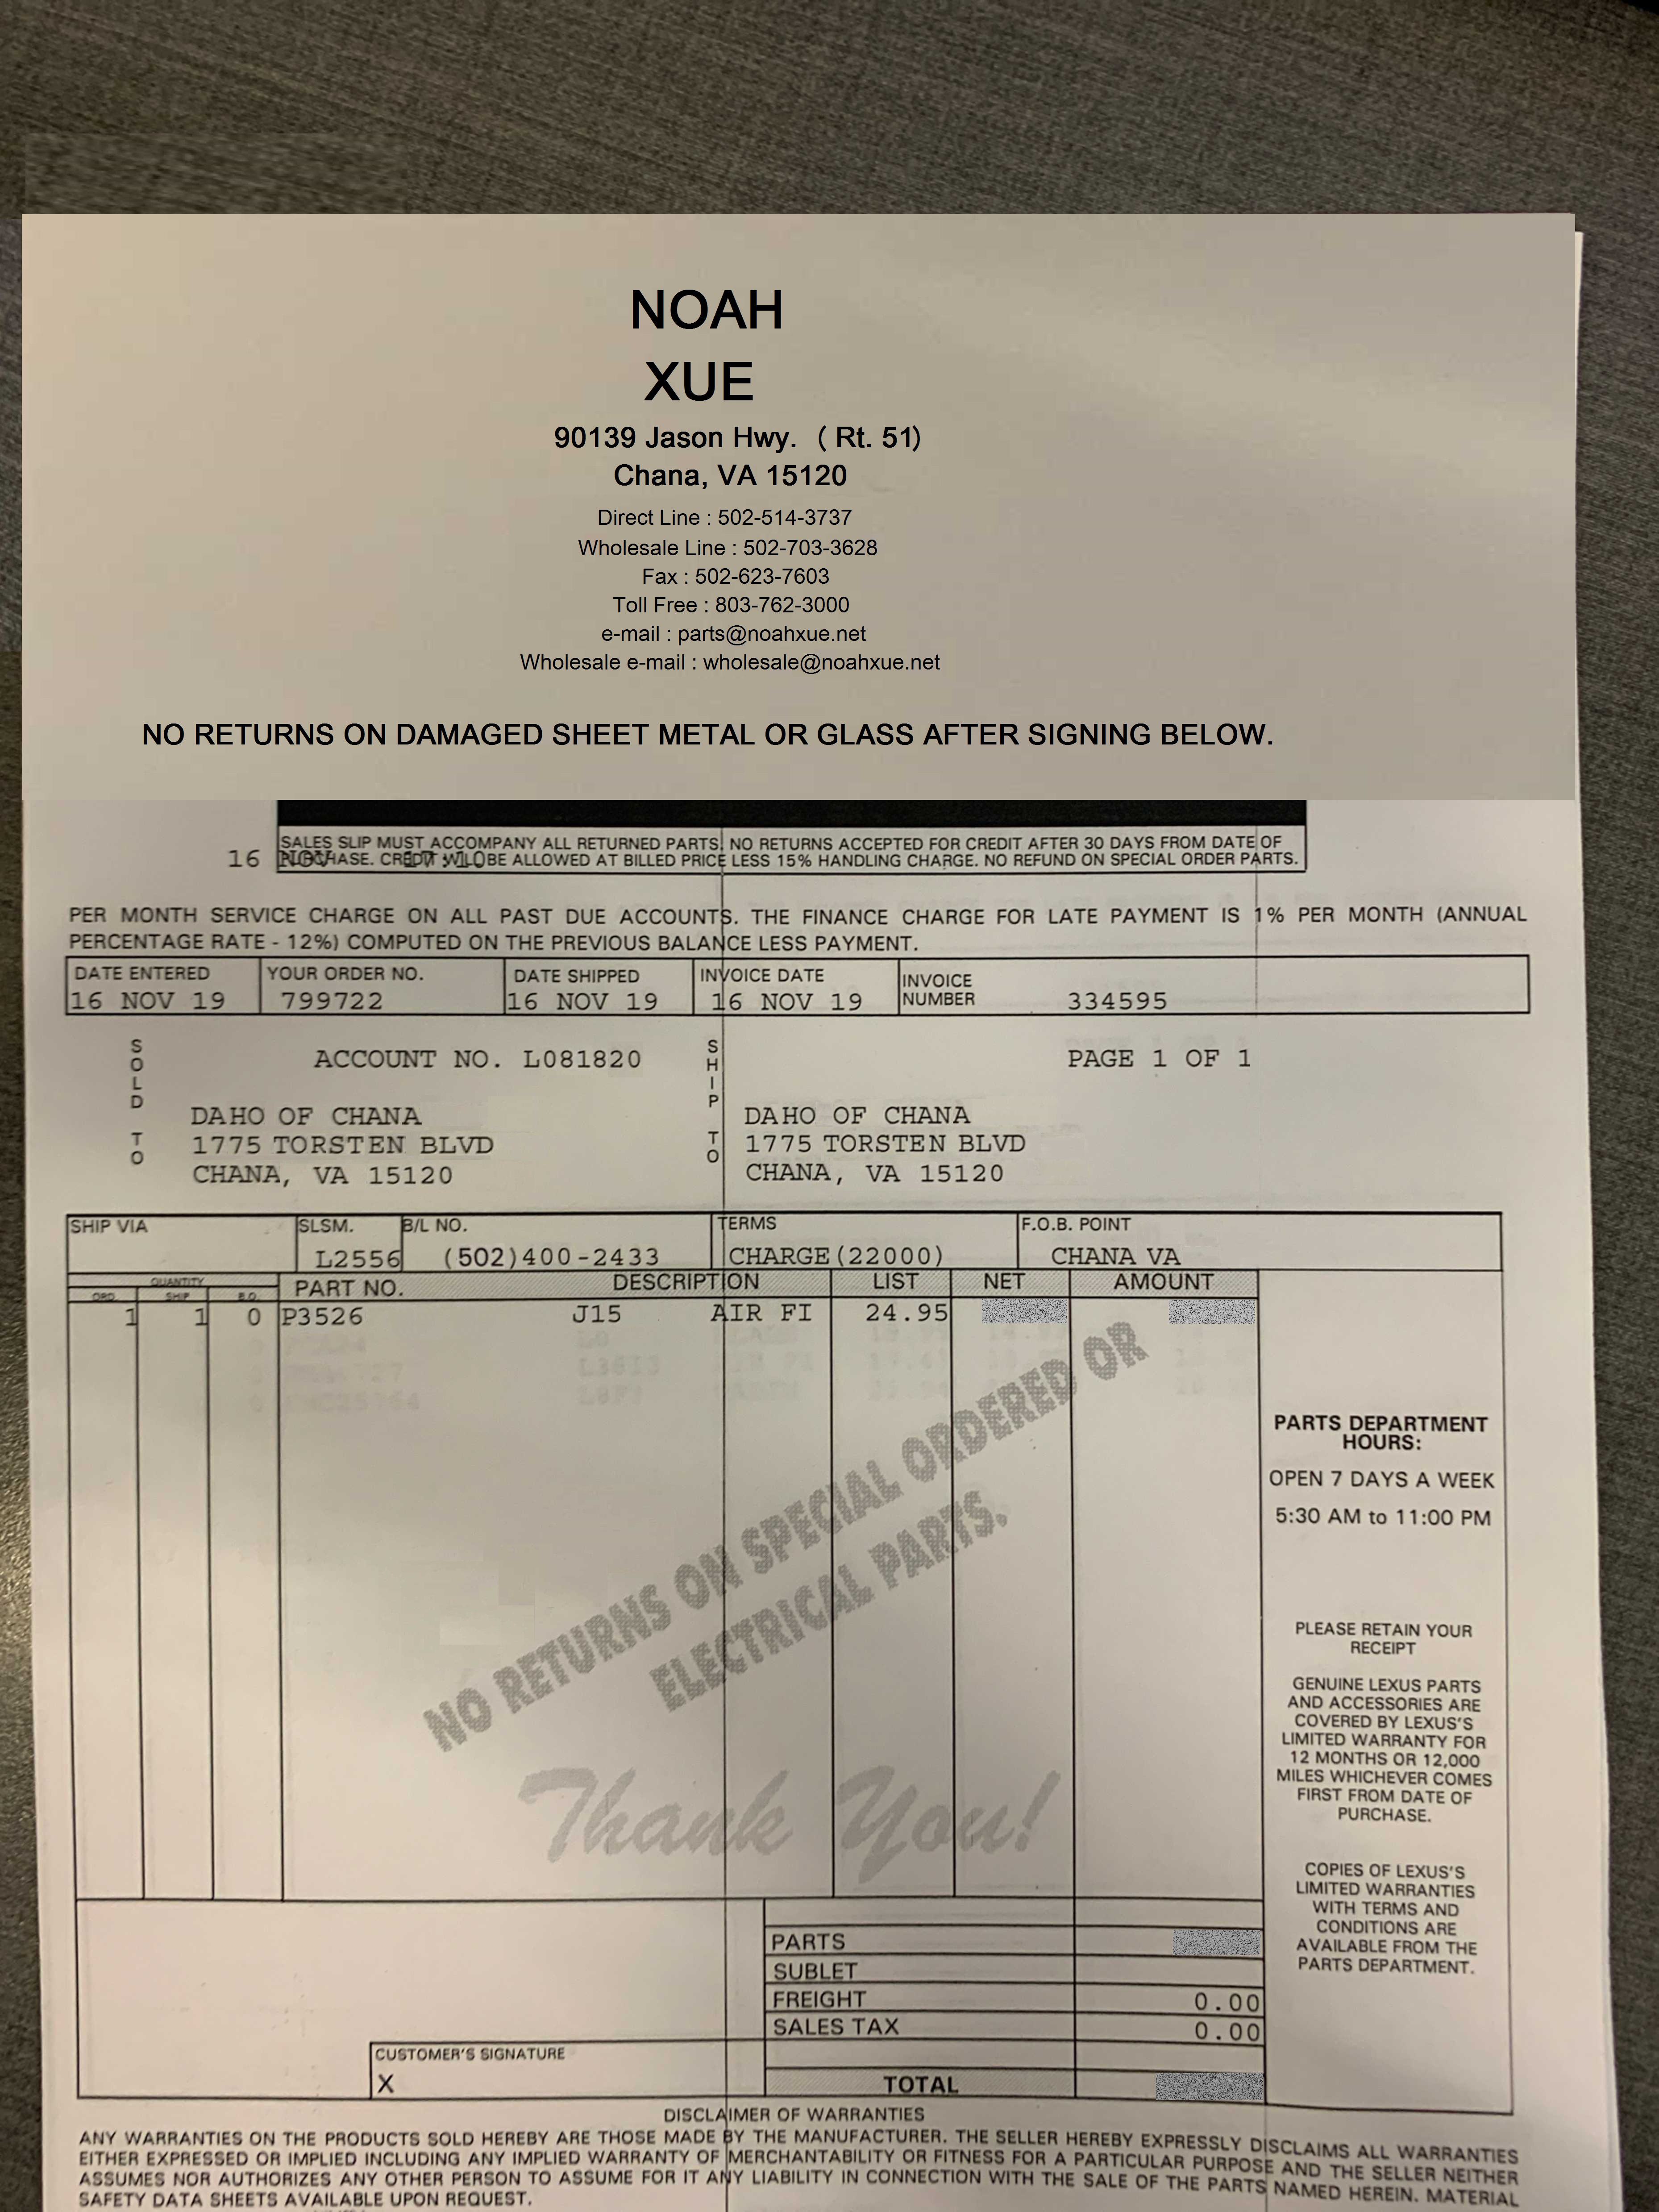 NOAH
XUE
90139 Jason Hwy. ( Rt. 51)
Chana, VA 15120
Direct Line : 502-514-3737
Wholesale Line : 502-703-3628
Fax : 502-623-7603
Toll Free : 803-762-3000
e-mail : parts@noahxue.net
Wholesale e-mail : wholesale@noahxue.net
NO RETURNS ON DAMAGED SHEET METAL OR GLASS AFTER SIGNING BELOW.
SALES SLIP MUST ACCOMPANY ALL RETURNED PARTS. NO RETURNS ACCEPTED FOR CREDIT AFTER 30 DAYS FROM DATE OF
16 NOV PURCHASE. CREDIT WILL BE ALLOWED AT BILLED PRICE LESS 15% HANDLING CHARGE. NO REFUND ON SPECIAL ORDER PARTS.
PER MONTH SERVICE CHARGE ON ALL PAST DUE ACCOUNTS. THE FINANCE CHARGE FOR LATE PAYMENT IS 1% PER MONTH (ANNUAL
PERCENTAGE RATE - 12%) COMPUTED ON THE PREVIOUS BALANCE LESS PAYMENT.
DATE ENTERED YOUR ORDER NO. DATE SHIPPED INVOICE DATE INVOICE NUMBER
16 NOV 19 799722 16 NOV 19 16 NOV 19 334595
SOLD TO SHIP TO
ACCOUNT NO. L081820 PAGE 1 OF 1
DAHO OF CHANA DAHO OF CHANA
1775 TORSTEN BLVD 1775 TORSTEN BLVD
CHANA, VA 15120 CHANA, VA 15120
SHIP VIA SLSM. B/L NO. TERMS F.O.B. POINT
L2556 (502)400-2433 CHARGE(22000) CHANA VA
QUANTITY PART NO. DESCRIPTION LIST NET AMOUNT
ORD. SHIP B.O.
1 1 0 P3526 J15 AIR FI 24.95
NO RETURNS ON SPECIAL ORDERED OR
ELECTRICAL PARTS.
Thank You!
PARTS DEPARTMENT
HOURS:
OPEN 7 DAYS A WEEK
5:30 AM to 11:00 PM
PLEASE RETAIN YOUR
RECEIPT
GENUINE LEXUS PARTS
AND ACCESSORIES ARE
COVERED BY LEXUS'S
LIMITED WARRANTY FOR
12 MONTHS OR 12,000
MILES WHICHEVER COMES
FIRST FROM DATE OF
PURCHASE.
COPIES OF LEXUS'S
LIMITED WARRANTIES
WITH TERMS AND
CONDITIONS ARE
AVAILABLE FROM THE
PARTS DEPARTMENT.
PARTS
SUBLET
FREIGHT 0.00
SALES TAX 0.00
CUSTOMER'S SIGNATURE
X
TOTAL
DISCLAIMER OF WARRANTIES
ANY WARRANTIES ON THE PRODUCTS SOLD HEREBY ARE THOSE MADE BY THE MANUFACTURER. THE SELLER HEREBY EXPRESSLY DISCLAIMS ALL WARRANTIES
EITHER EXPRESSED OR IMPLIED INCLUDING ANY IMPLIED WARRANTY OF MERCHANTABILITY OR FITNESS FOR A PARTICULAR PURPOSE AND THE SELLER NEITHER
ASSUMES NOR AUTHORIZES ANY OTHER PERSON TO ASSUME FOR IT ANY LIABILITY IN CONNECTION WITH THE SALE OF THE PARTS NAMED HEREIN. MATERIAL
SAFETY DATA SHEETS AVAILABLE UPON REQUEST.